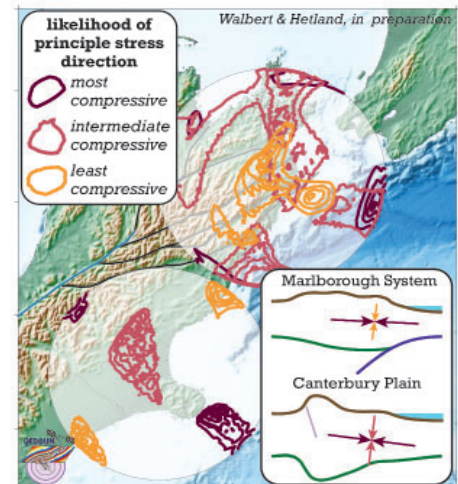 Walbert & Hetland, in preparation
likelihood of
principle stress
direction
most
compressive
intermediate
compressive
least
compressive
Marlborough System
Canterbury Plain